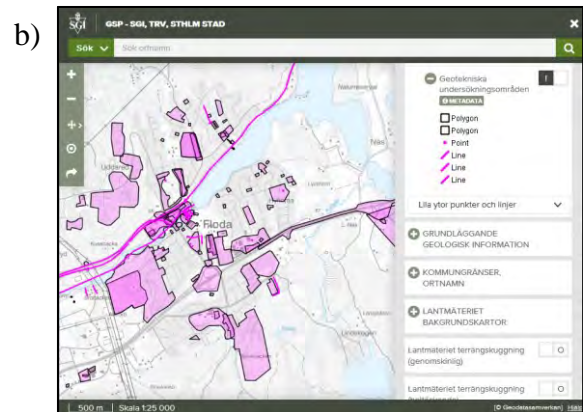 b)
SGI GSP - SGI, TRV, STHLM STAD
Sök
Sök ortnamn
Geotekniska
undersökningsområden
METADATA
Polygon
Polygon
Point
Line
Line
Line
Lila ytor punkter och linjer
GRUNDLÄGGANDE
GEOLOGISK INFORMATION
KOMMUNGRÄNSER,
ORTNAMN
LANTMÄTERIET
BAKGRUNDSKARTOR
Lantmäteriet terrängskuggning
(genomskinlig)
Lantmäteriet terrängskuggning
Floda
Uddared
Näs
500 m
Skala 1:25 000
(© Geodatasamverkan)